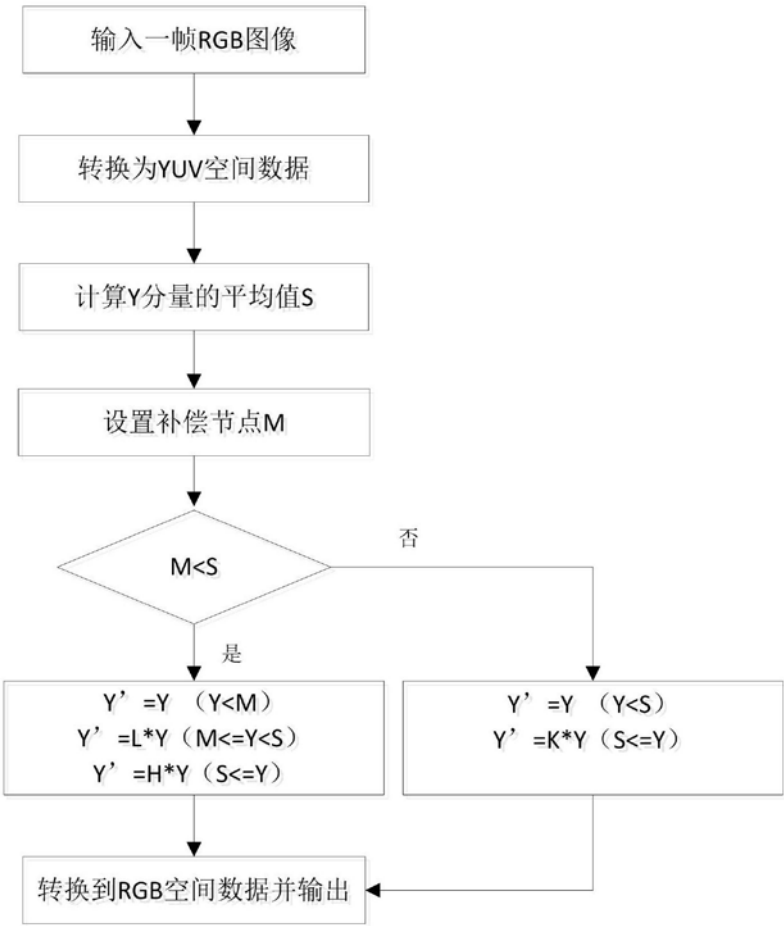 输入一帧RGB图像
转换为YUV空间数据
计算Y分量的平均值S
设置补偿节点M
M<S
否
是
Y’ =Y （Y<M）
Y’ =L*Y（M<=Y<S）
Y’ =H*Y（S<=Y）
Y’ =Y （Y<S）
Y’ =K*Y（S<=Y）
转换到RGB空间数据并输出